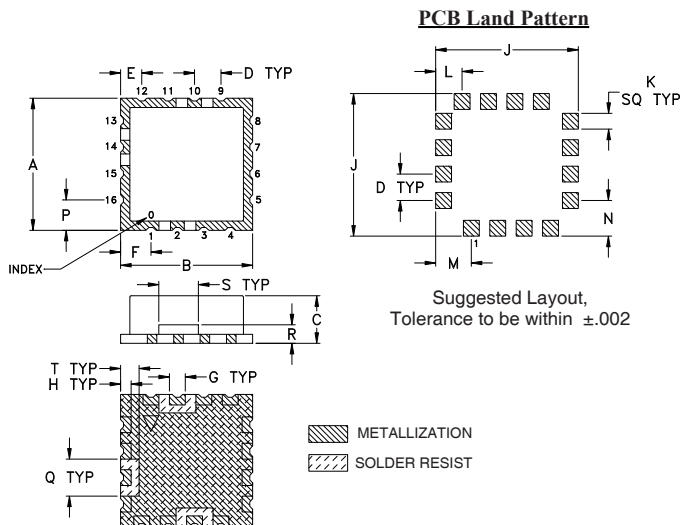 PCB Land Pattern
E
D TYP
12 11 10 9
13
14
15
16
8
7
6
5
A
P
0
1 2 3 4
F
INDEX
B
J
L
K
SQ TYP
J
D TYP
N
1
M
Suggested Layout,
Tolerance to be within ±.002
S TYP
C
R
T TYP
H TYP
G TYP
Q TYP
METALLIZATION
SOLDER RESIST